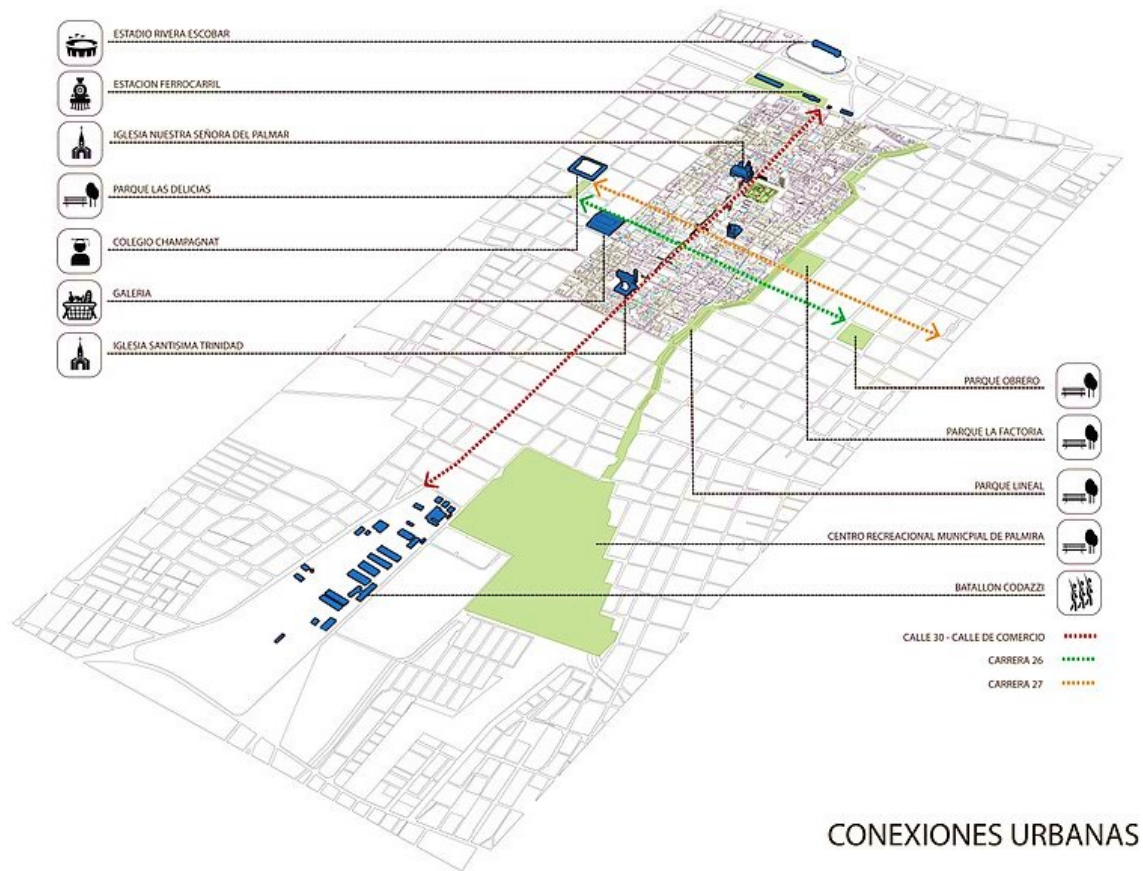 ESTADIO RIVERA ESCOBAR
ESTACION FERROCARRIL
IGLESIA NUESTRA SEÑORA DEL PALMAR
PARQUE LAS DELICIAS
COLEGIO CHAMPAGNAT
GALERIA
IGLESIA SANTISIMA TRINIDAD
PARQUE OBRERO
PARQUE LA FACTORIA
PARQUE LINEAL
CENTRO RECREACIONAL MUNICPIAL DE PALMIRA
BATALLON CODAZZI
CALLE 30 - CALLE DE COMERCIO
CARRERA 26
CARRERA 27
CONEXIONES URBANAS